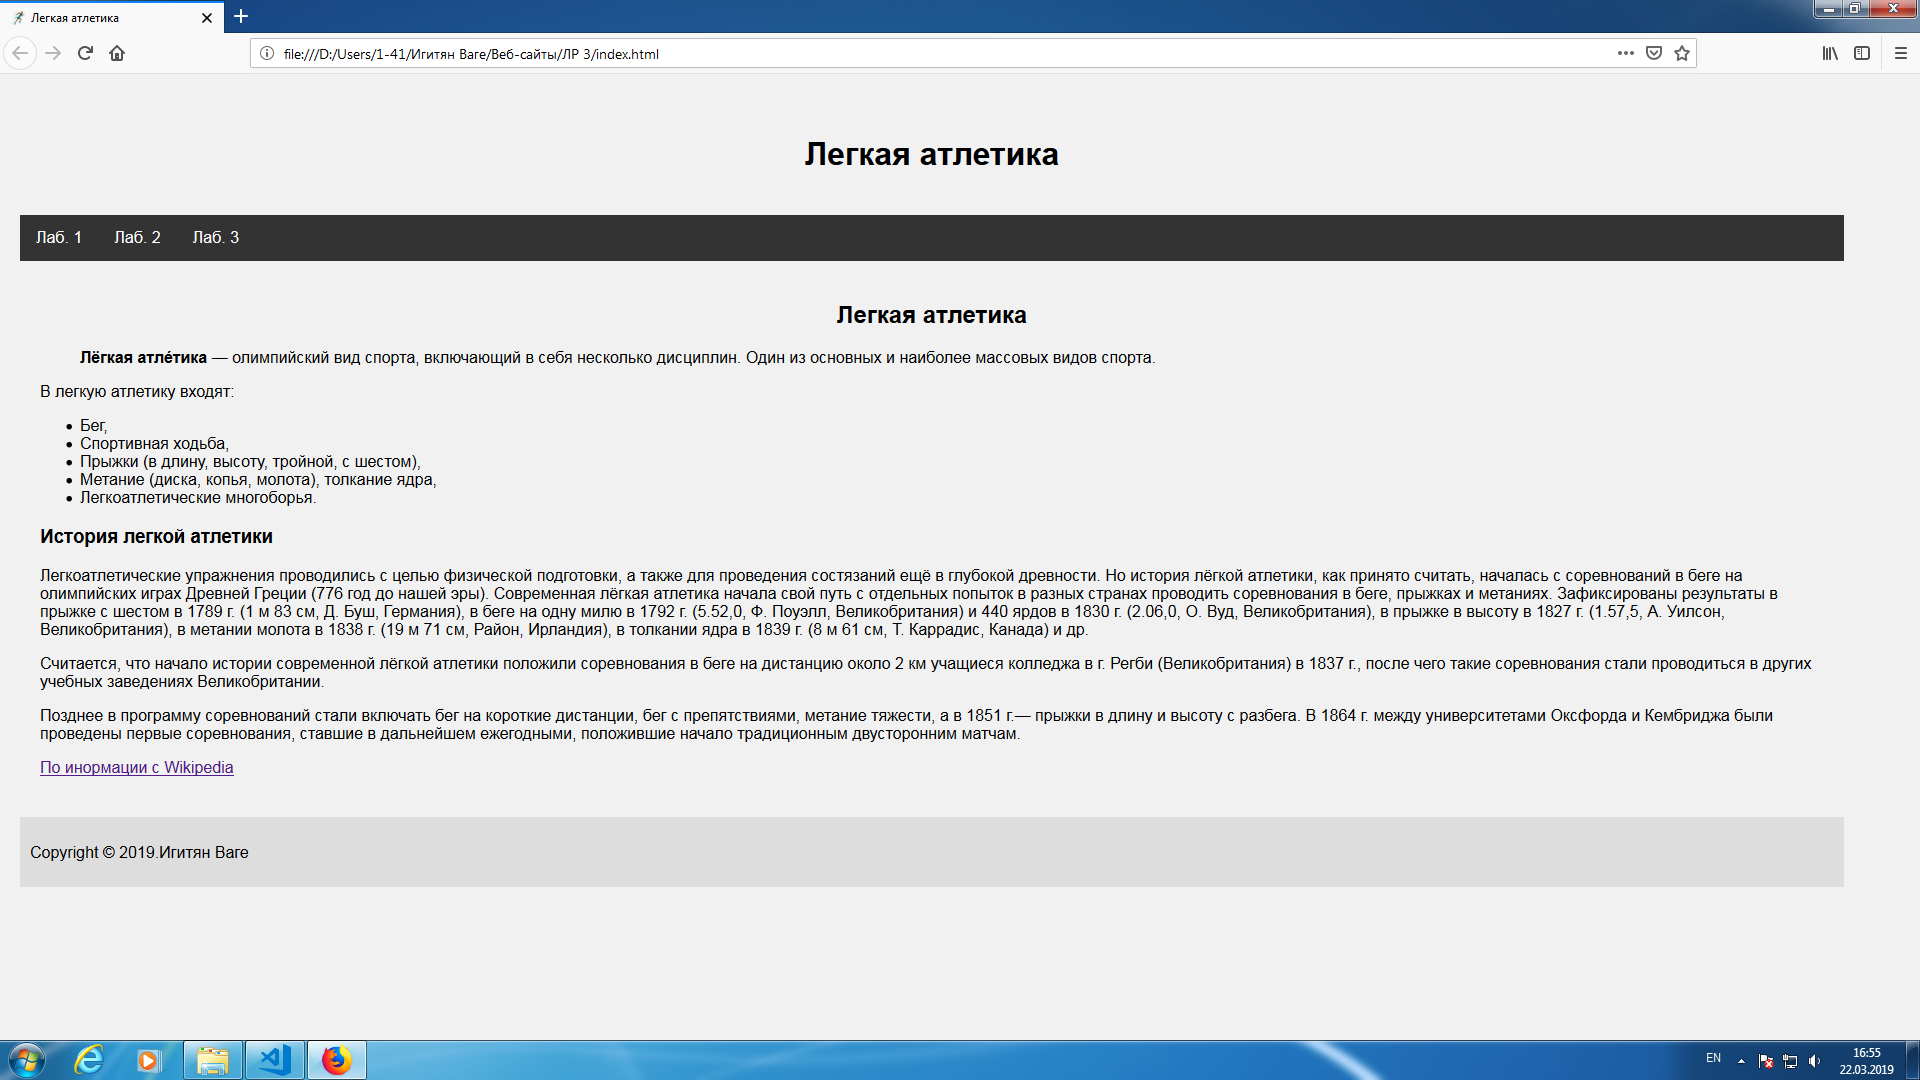 Легкая атлетика
file:///D:/Users/1-41/Игитян Ваге/Веб-сайты/ЛР 3/index.html
Легкая атлетика
Лаб. 1 Лаб. 2 Лаб. 3
Легкая атлетика
Лёгкая атле́тика — олимпийский вид спорта, включающий в себя несколько дисциплин. Один из основных и наиболее массовых видов спорта.
В легкую атлетику входят:
Бег,
Спортивная ходьба,
Прыжки (в длину, высоту, тройной, с шестом),
Метание (диска, копья, молота), толкание ядра,
Легкоатлетические многоборья.
История легкой атлетики
Легкоатлетические упражнения проводились с целью физической подготовки, а также для проведения состязаний ещё в глубокой древности. Но история лёгкой атлетики, как принято считать, началась с соревнований в беге на
олимпийских играх Древней Греции (776 год до нашей эры). Современная лёгкая атлетика начала свой путь с отдельных попыток в разных странах проводить соревнования в беге, прыжках и метаниях. Зафиксированы результаты в
прыжке с шестом в 1789 г. (1 м 83 см, Д. Буш, Германия), в беге на одну милю в 1792 г. (5.52,0, Ф. Поуэлл, Великобритания) и 440 ярдов в 1830 г. (2.06,0, О. Вуд, Великобритания), в прыжке в высоту в 1827 г. (1.57,5, А. Уилсон,
Великобритания), в метании молота в 1838 г. (19 м 71 см, Район, Ирландия), в толкании ядра в 1839 г. (8 м 61 см, Т. Каррадис, Канада) и др.
Считается, что начало истории современной лёгкой атлетики положили соревнования в беге на дистанцию около 2 км учащиеся колледжа в г. Регби (Великобритания) в 1837 г., после чего такие соревнования стали проводиться в других
учебных заведениях Великобритании.
Позднее в программу соревнований стали включать бег на короткие дистанции, бег с препятствиями, метание тяжести, а в 1851 г.— прыжки в длину и высоту с разбега. В 1864 г. между университетами Оксфорда и Кембриджа были
проведены первые соревнования, ставшие в дальнейшем ежегодными, положившие начало традиционным двусторонним матчам.
По инормации с Wikipedia
Copyright © 2019.Игитян Ваге
EN
16:55
22.03.2019